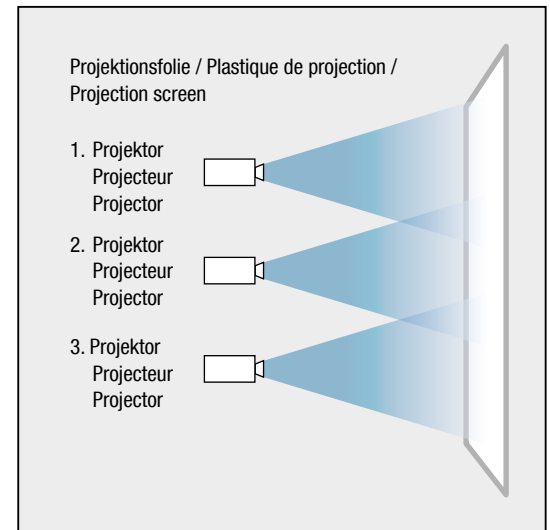 Projektionsfolie / Plastique de projection /
Projection screen
1. Projektor
Projecteur
Projector
2. Projektor
Projecteur
Projector
3. Projektor
Projecteur
Projector